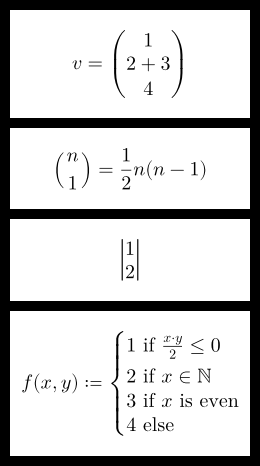 v = (1
2 + 3
4)
(n
1) = 1/2 n(n − 1)
|1
2|
f(x, y) ≔ {1 if x·y/2 ≤ 0
2 if x ∈ ℕ
3 if x is even
4 else